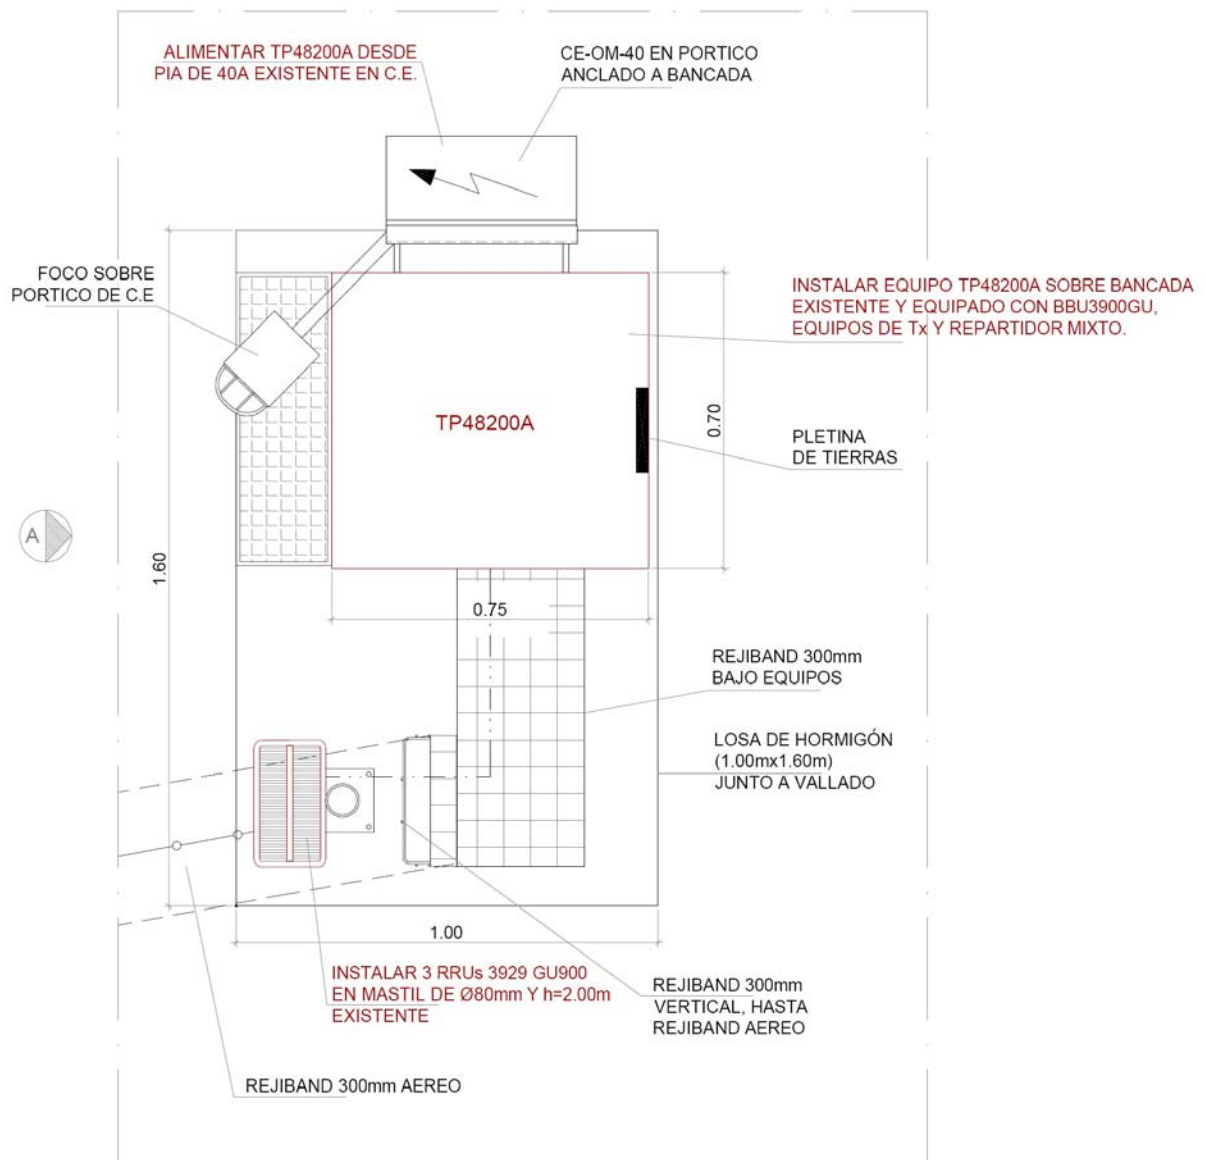 ALIMENTAR TP48200A DESDE
PIA DE 40A EXISTENTE EN C.E.
CE-OM-40 EN PORTICO
ANCLADO A BANCADA
FOCO SOBRE
PORTICO DE C.E
INSTALAR EQUIPO TP48200A SOBRE BANCADA
EXISTENTE Y EQUIPADO CON BBU3900GU,
EQUIPOS DE Tx Y REPARTIDOR MIXTO.
TP48200A
0.70
PLETINA
DE TIERRAS
A
1.60
0.75
REJIBAND 300mm
BAJO EQUIPOS
LOSA DE HORMIGÓN
(1.00mx1.60m)
JUNTO A VALLADO
1.00
INSTALAR 3 RRUs 3929 GU900
EN MASTIL DE Ø80mm Y h=2.00m
EXISTENTE
REJIBAND 300mm
VERTICAL, HASTA
REJIBAND AEREO
REJIBAND 300mm AEREO